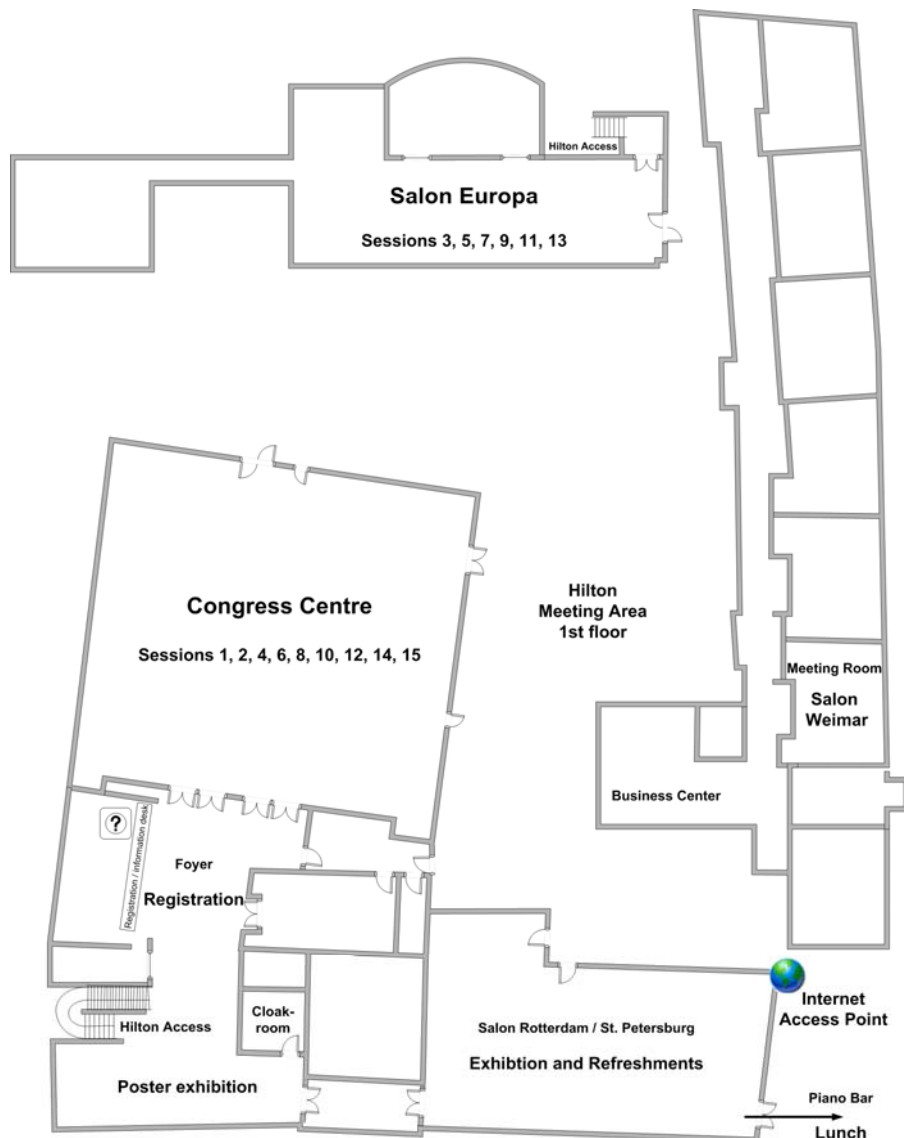 Hilton Access
Salon Europa
Sessions 3, 5, 7, 9, 11, 13
Congress Centre
Sessions 1, 2, 4, 6, 8, 10, 12, 14, 15
Hilton
Meeting Area
1st floor
Meeting Room
Salon
Weimar
Business Center
?
Registration / information desk
Foyer
Registration
Hilton Access
Cloak-
room
Poster exhibition
Salon Rotterdam / St. Petersburg
Exhibtion and Refreshments
Internet
Access Point
Piano Bar
Lunch